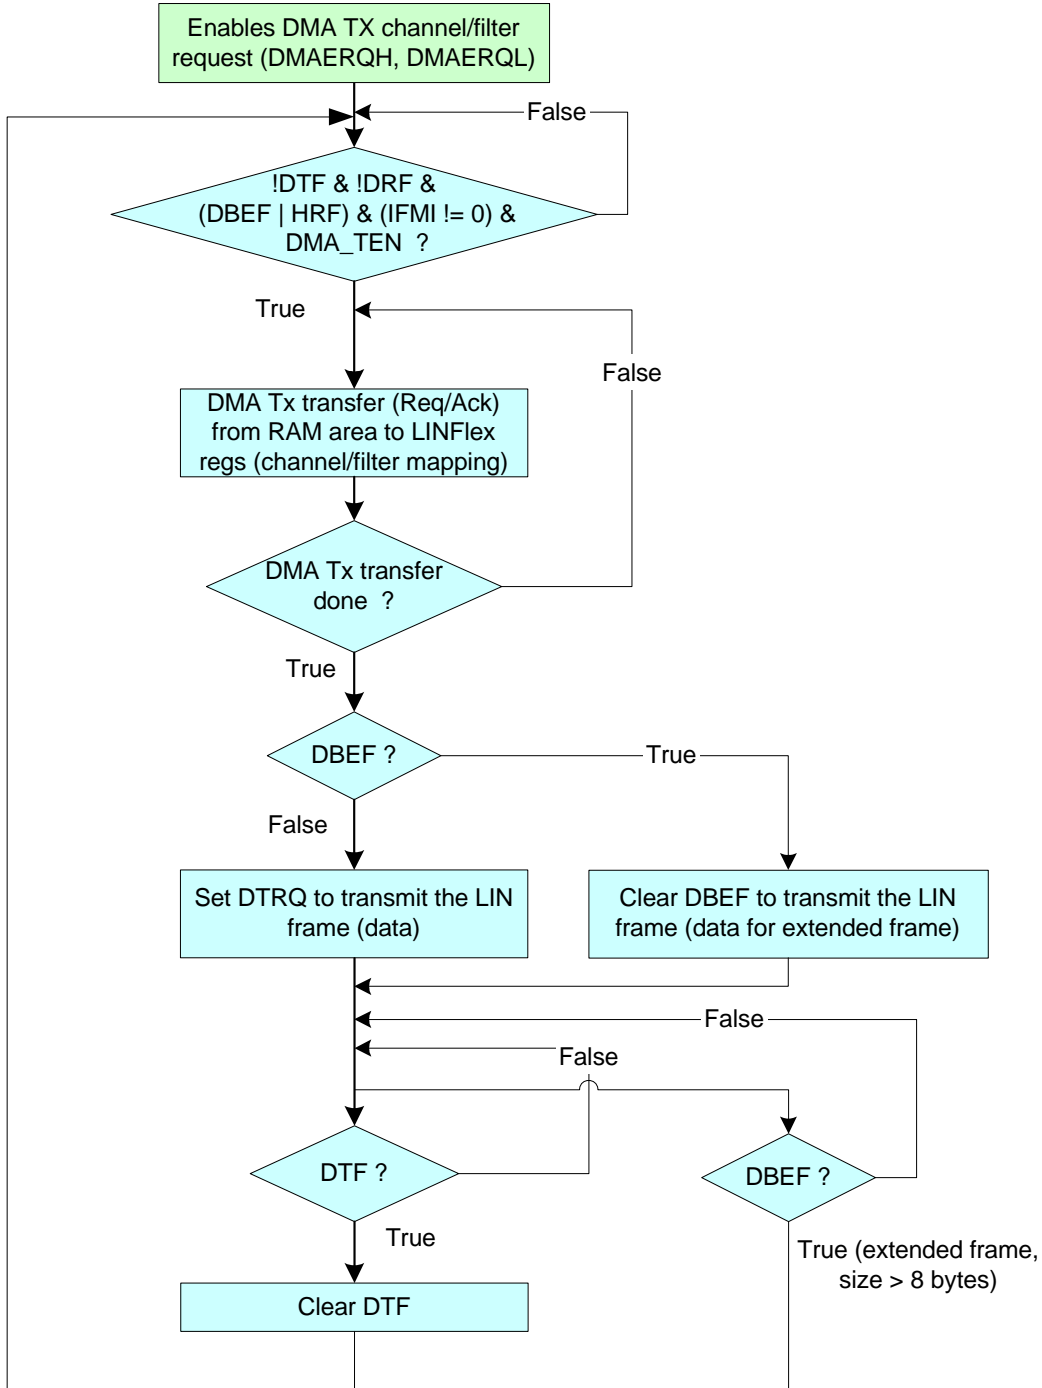 Enables DMA TX channel/filter
request (DMAERQH, DMAERQL)
False
!DTF & !DRF &
(DBEF | HRF) & (IFMI != 0) &
DMA_TEN ?
True
False
DMA Tx transfer (Req/Ack)
from RAM area to LINFlex
regs (channel/filter mapping)
DMA Tx transfer
done ?
True
DBEF ?
True
False
Set DTRQ to transmit the LIN
frame (data)
Clear DBEF to transmit the LIN
frame (data for extended frame)
False
False
DTF ?
DBEF ?
True
True (extended frame,
size > 8 bytes)
Clear DTF